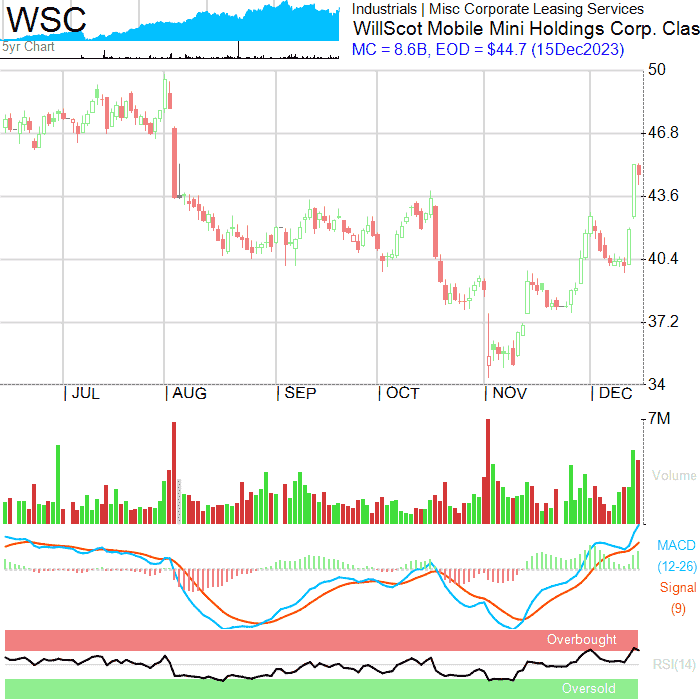 WSC
5yr Chart
Industrials | Misc Corporate Leasing Services
WillScot Mobile Mini Holdings Corp. Clas
MC = 8.6B, EOD = $44.7 (15Dec2023)
50
46.8
43.6
40.4
37.2
34
| JUL | AUG | SEP | OCT | NOV | DEC
7M
Volume
MACD
(12-26)
Signal
(9)
Overbought
RSI(14)
Oversold